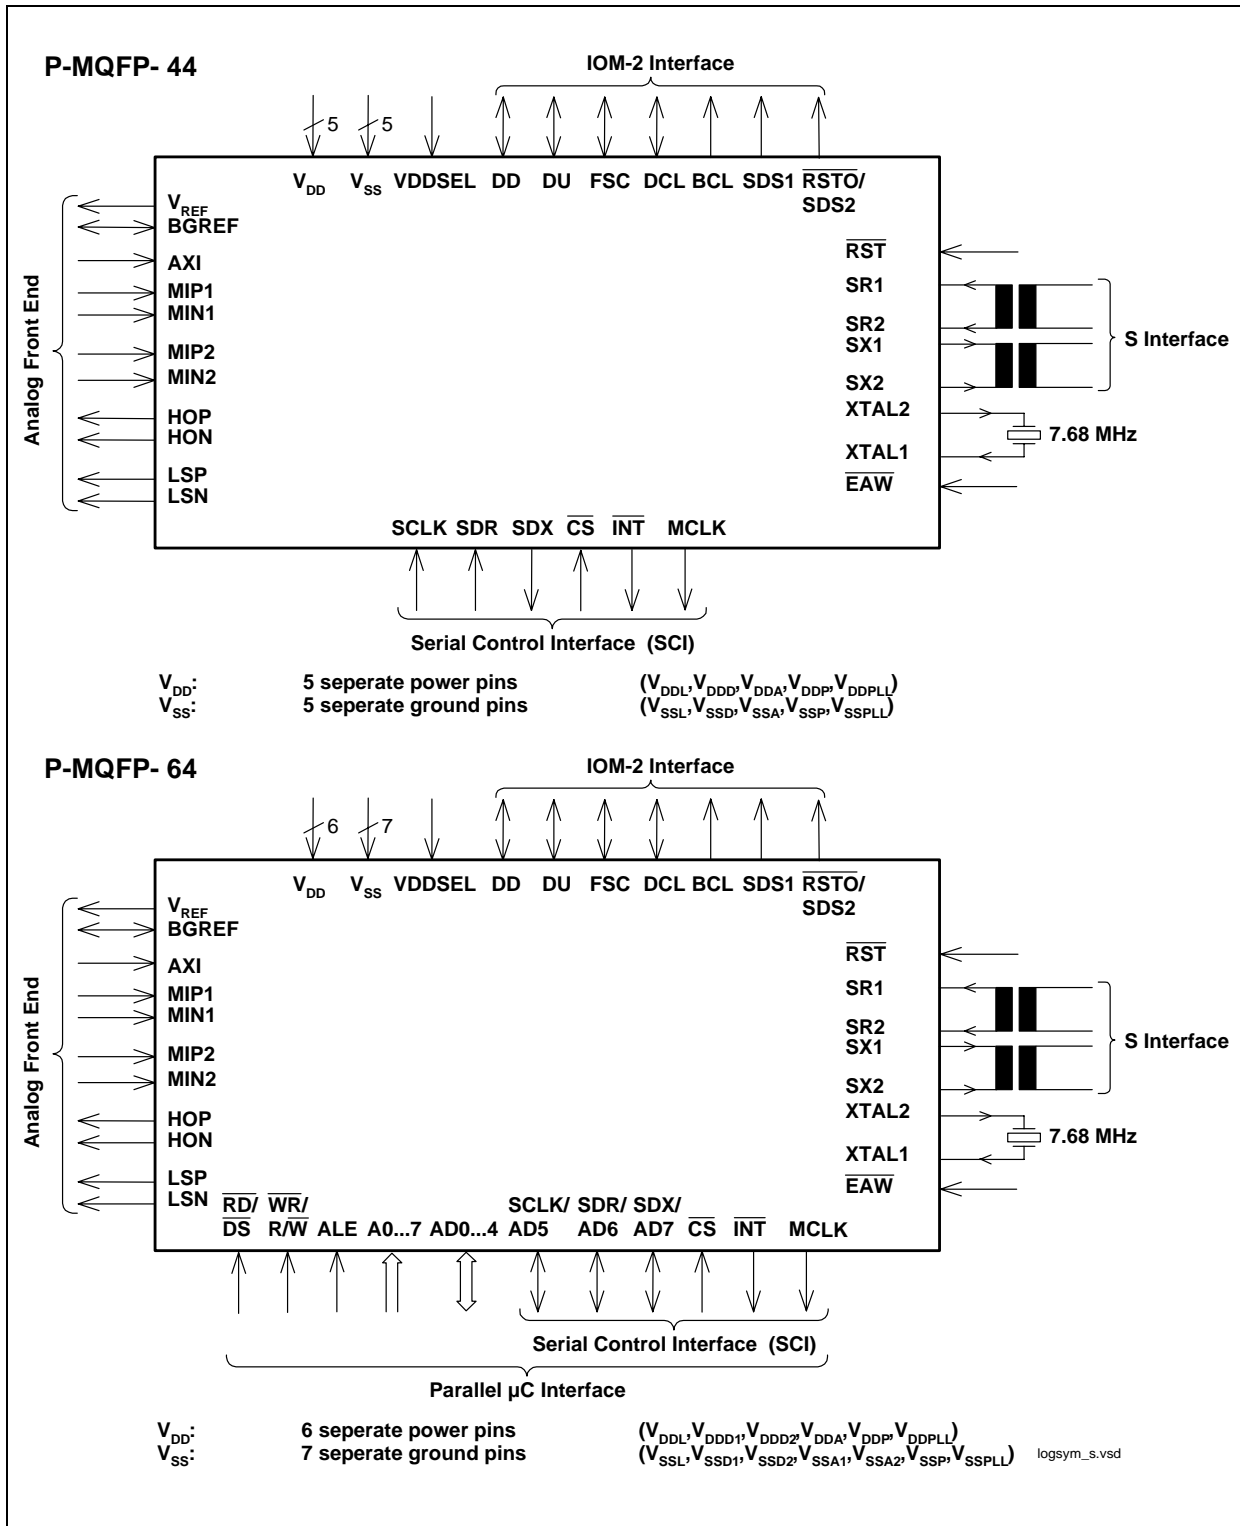 P-MQFP- 44
IOM-2 Interface
5 5
VDD VSS VDDSEL DD DU FSC DCL BCL SDS1 RSTO/
SDS2
Analog Front End
VREF
BGREF
AXI
MIP1
MIN1
MIP2
MIN2
HOP
HON
LSP
LSN
RST
SR1
SR2
SX1
SX2
S Interface
XTAL2
7.68 MHz
XTAL1
EAW
SCLK SDR SDX CS INT MCLK
Serial Control Interface (SCI)
VDD: 5 seperate power pins (VDDL,VDDD,VDDA,VDDP,VDDPLL)
VSS: 5 seperate ground pins (VSSL,VSSD,VSSA,VSSP,VSSPLL)
P-MQFP- 64
IOM-2 Interface
6 7
VDD VSS VDDSEL DD DU FSC DCL BCL SDS1 RSTO/
SDS2
Analog Front End
VREF
BGREF
AXI
MIP1
MIN1
MIP2
MIN2
HOP
HON
LSP
LSN
RST
SR1
SR2
SX1
SX2
S Interface
XTAL2
7.68 MHz
XTAL1
EAW
RD/ WR/ SCLK/ SDR/ SDX/
DS R/W ALE A0...7 AD0...4 AD5 AD6 AD7 CS INT MCLK
Serial Control Interface (SCI)
Parallel µC Interface
VDD: 6 seperate power pins (VDDL,VDDD1,VDDD2,VDDA,VDDP,VDDPLL)
VSS: 7 seperate ground pins (VSSL,VSSD1,VSSD2,VSSA1,VSSA2,VSSP,VSSPLL)
logsym_s.vsd